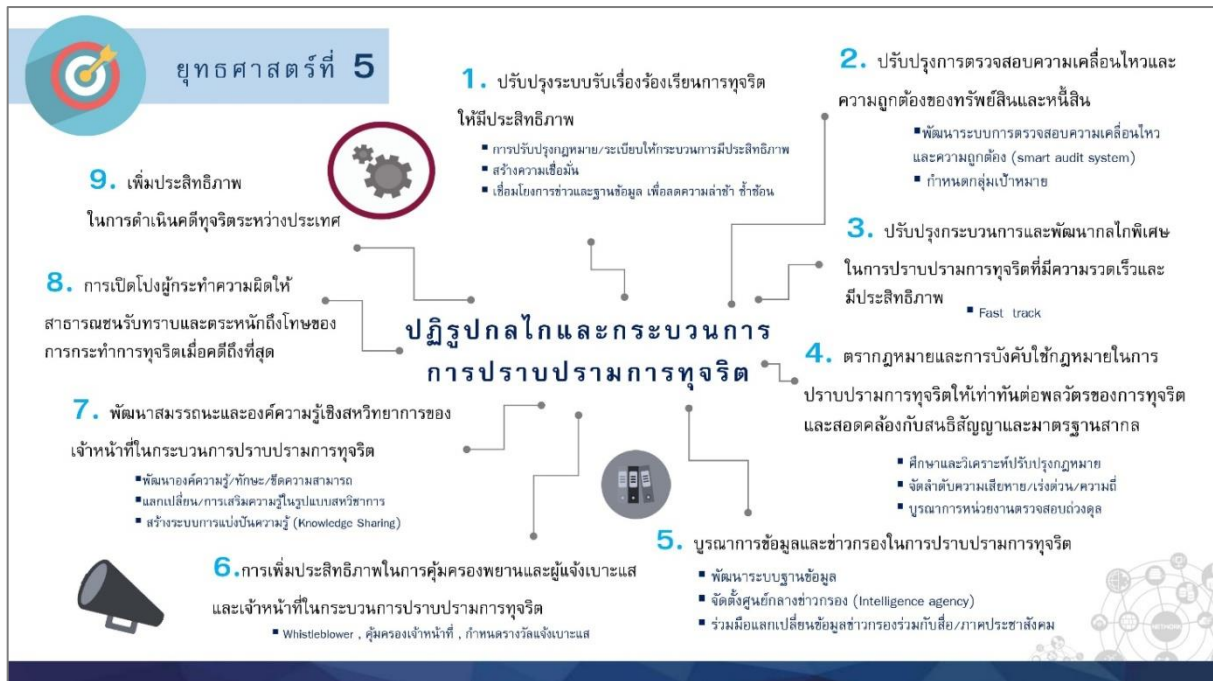 ยุทธศาสตร์ที่ 5
1. ปรับปรุงระบบรับเรื่องร้องเรียนการทุจริต
ให้มีประสิทธิภาพ
▪ การปรับปรุงกฎหมาย/ระเบียบให้กระบวนการมีประสิทธิภาพ
▪ สร้างความเชื่อมั่น
▪ เชื่อมโยงการข่าวและฐานข้อมูล เพื่อลดความล่าช้า ซ้ำซ้อน
2. ปรับปรุงการตรวจสอบความเคลื่อนไหวและ
ความถูกต้องของทรัพย์สินและหนี้สิน
▪พัฒนาระบบการตรวจสอบความเคลื่อนไหว
และความถูกต้อง (smart audit system)
▪ กำหนดกลุ่มเป้าหมาย
3. ปรับปรุงกระบวนการและพัฒนากลไกพิเศษ
ในการปราบปรามการทุจริตที่มีความรวดเร็วและ
มีประสิทธิภาพ
▪ Fast track
ปฏิรูปกลไกและกระบวนการ
การปราบปรามการทุจริต
4. ตรากฎหมายและการบังคับใช้กฎหมายในการ
ปราบปรามการทุจริตให้เท่าทันต่อพลวัตรของการทุจริต
และสอดคล้องกับสนธิสัญญาและมาตรฐานสากล
▪ ศึกษาและวิเคราะห์ปรับปรุงกฎหมาย
▪ จัดลำดับความเสียหาย/เร่งด่วน/ความถี่
▪ บูรณาการหน่วยงานตรวจสอบถ่วงดุล
5. บูรณาการข้อมูลและข่าวกรองในการปราบปรามการทุจริต
▪ พัฒนาระบบฐานข้อมูล
▪ จัดตั้งศูนย์กลางข่าวกรอง (Intelligence agency)
▪ ร่วมมือแลกเปลี่ยนข้อมูลข่าวกรองร่วมกับสื่อ/ภาคประชาสังคม
6.การเพิ่มประสิทธิภาพในการคุ้มครองพยานและผู้แจ้งเบาะแส
และเจ้าหน้าที่ในกระบวนการปราบปรามการทุจริต
▪ Whistleblower , คุ้มครองเจ้าหน้าที่ , กำหนดรางวัลแจ้งเบาะแส
7. พัฒนาสมรรถนะและองค์ความรู้เชิงสหวิทยาการของ
เจ้าหน้าที่ในกระบวนการปราบปรามการทุจริต
▪พัฒนาองค์ความรู้/ทักษะ/ขีดความสามารถ
▪แลกเปลี่ยน/การเสริมความรู้ในรูปแบบสหวิชาการ
▪ สร้างระบบการแบ่งปันความรู้ (Knowledge Sharing)
8. การเปิดโปงผู้กระทำความผิดให้
สาธารณชนรับทราบและตระหนักถึงโทษของ
การกระทำการทุจริตเมื่อคดีถึงที่สุด
9. เพิ่มประสิทธิภาพ
ในการดำเนินคดีทุจริตระหว่างประเทศ
NETWORK